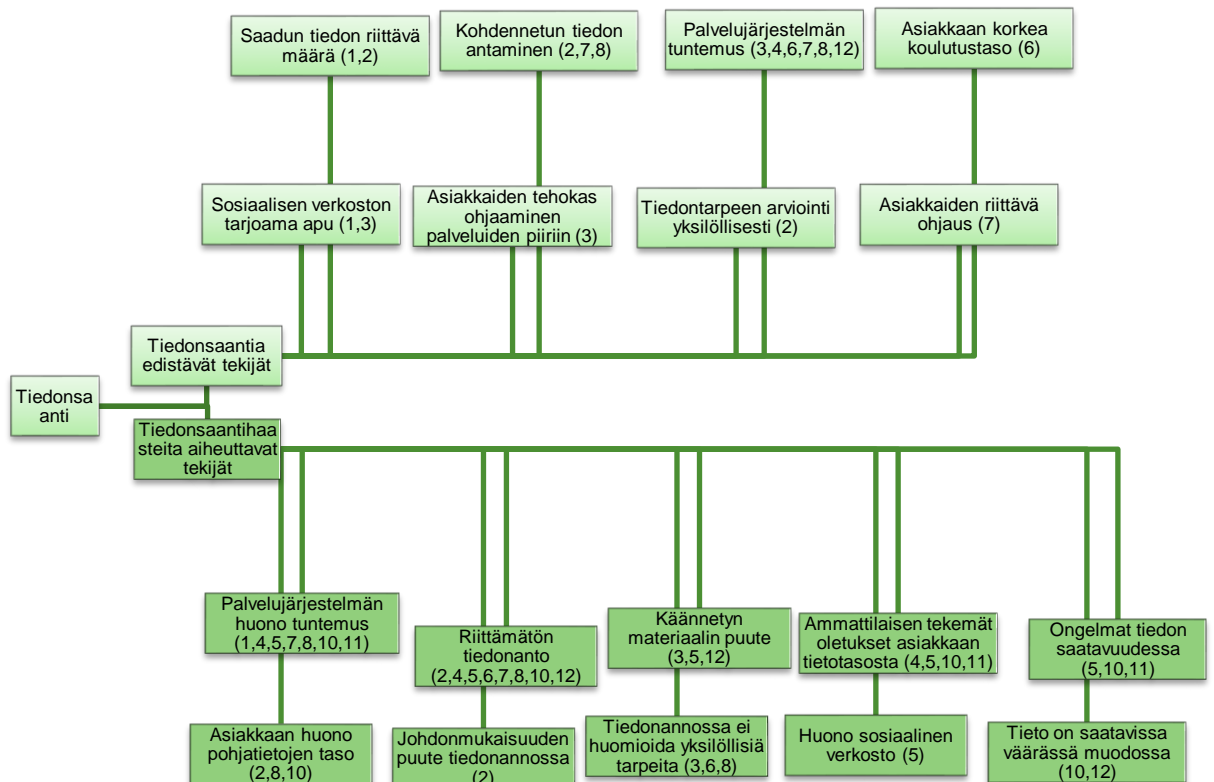 Saadun tiedon riittävä
määrä (1,2)
Kohdennetun tiedon
antaminen (2,7,8)
Palvelujärjestelmän
tuntemus (3,4,6,7,8,12)
Asiakkaan korkea
koulutustaso (6)
Sosiaalisen verkoston
tarjoama apu (1,3)
Asiakkaiden tehokas
ohjaaminen
palveluiden piiriin (3)
Tiedontarpeen arviointi
yksilöllisesti (2)
Asiakkaiden riittävä
ohjaus (7)
Tiedonsaantia
edistävät tekijät
Tiedonsa
anti
Tiedonsaantihaa
steita aiheuttavat
tekijät
Palvelujärjestelmän
huono tuntemus
(1,4,5,7,8,10,11)
Riittämätön
tiedonanto
(2,4,5,6,7,8,10,12)
Käännetyn
materiaalin puute
(3,5,12)
Ammattilaisen tekemät
oletukset asiakkaan
tietotasosta (4,5,10,11)
Ongelmat tiedon
saatavuudessa
(5,10,11)
Asiakkaan huono
pohjatietojen taso
(2,8,10)
Johdonmukaisuuden
puute tiedonannossa
(2)
Tiedonannossa ei
huomioida yksilöllisiä
tarpeita (3,6,8)
Huono sosiaalinen
verkosto (5)
Tieto on saatavissa
väärässä muodossa
(10,12)